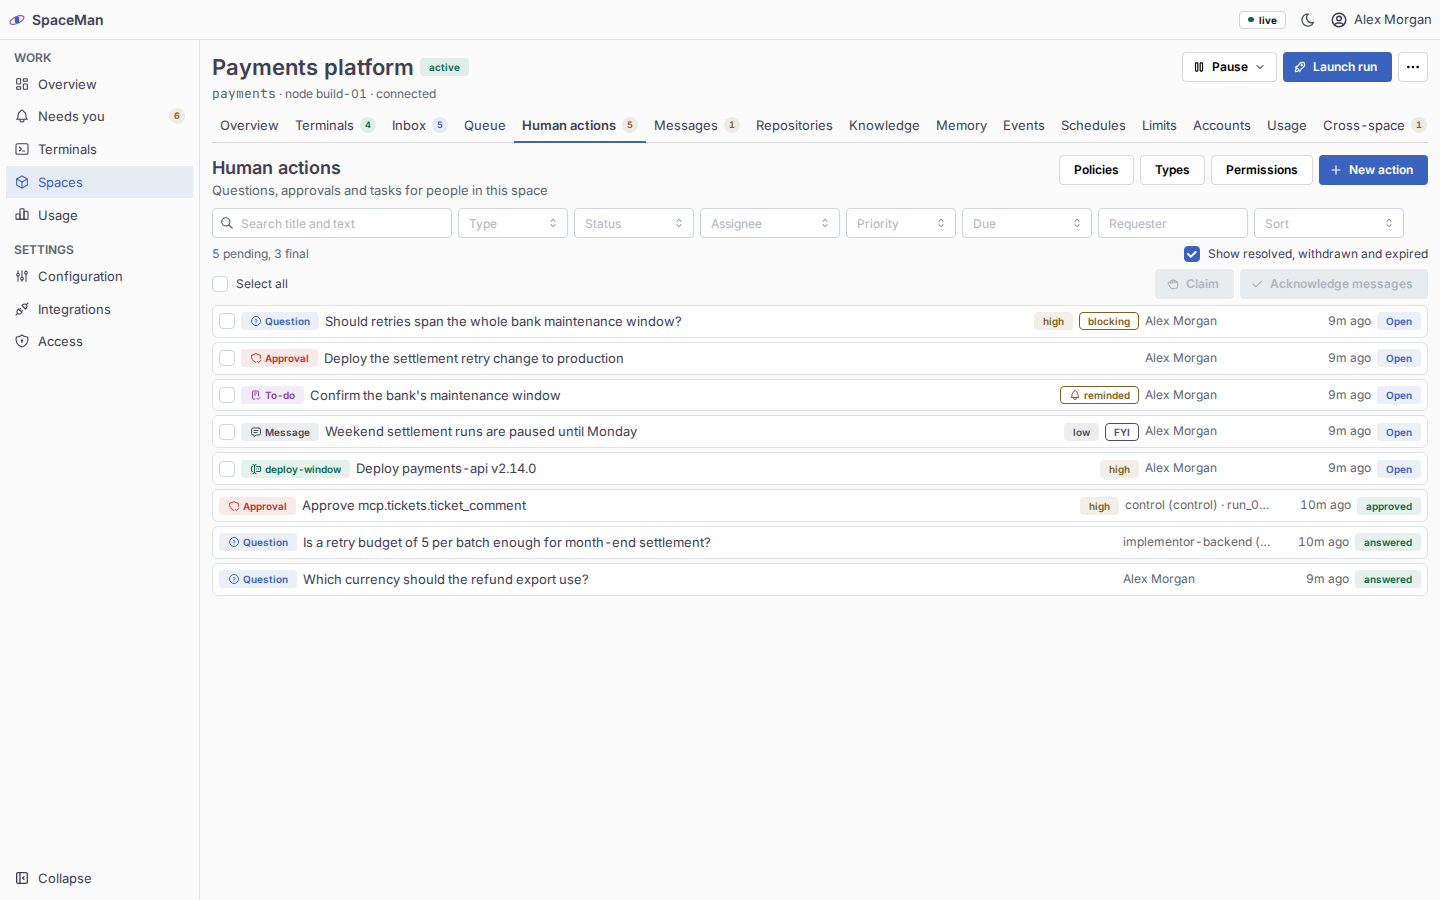 SpaceMan
live
Alex Morgan
WORK
Overview
Needs you 6
Terminals
Spaces
Usage
SETTINGS
Configuration
Integrations
Access
Collapse
Payments platform active
Pause
Launch run
payments · node build-01 · connected
Overview Terminals 4 Inbox 5 Queue Human actions 5 Messages 1 Repositories Knowledge Memory Events Schedules Limits Accounts Usage Cross-space 1
Human actions
Questions, approvals and tasks for people in this space
Policies Types Permissions New action
Search title and text Type Status Assignee Priority Due Requester Sort
5 pending, 3 final
Show resolved, withdrawn and expired
Select all
Claim Acknowledge messages
Question Should retries span the whole bank maintenance window? high blocking Alex Morgan 9m ago Open
Approval Deploy the settlement retry change to production Alex Morgan 9m ago Open
To-do Confirm the bank's maintenance window reminded Alex Morgan 9m ago Open
Message Weekend settlement runs are paused until Monday low FYI Alex Morgan 9m ago Open
deploy-window Deploy payments-api v2.14.0 high Alex Morgan 9m ago Open
Approval Approve mcp.tickets.ticket_comment high control (control) · run_0... 10m ago approved
Question Is a retry budget of 5 per batch enough for month-end settlement? implementor-backend (... 10m ago answered
Question Which currency should the refund export use? Alex Morgan 9m ago answered